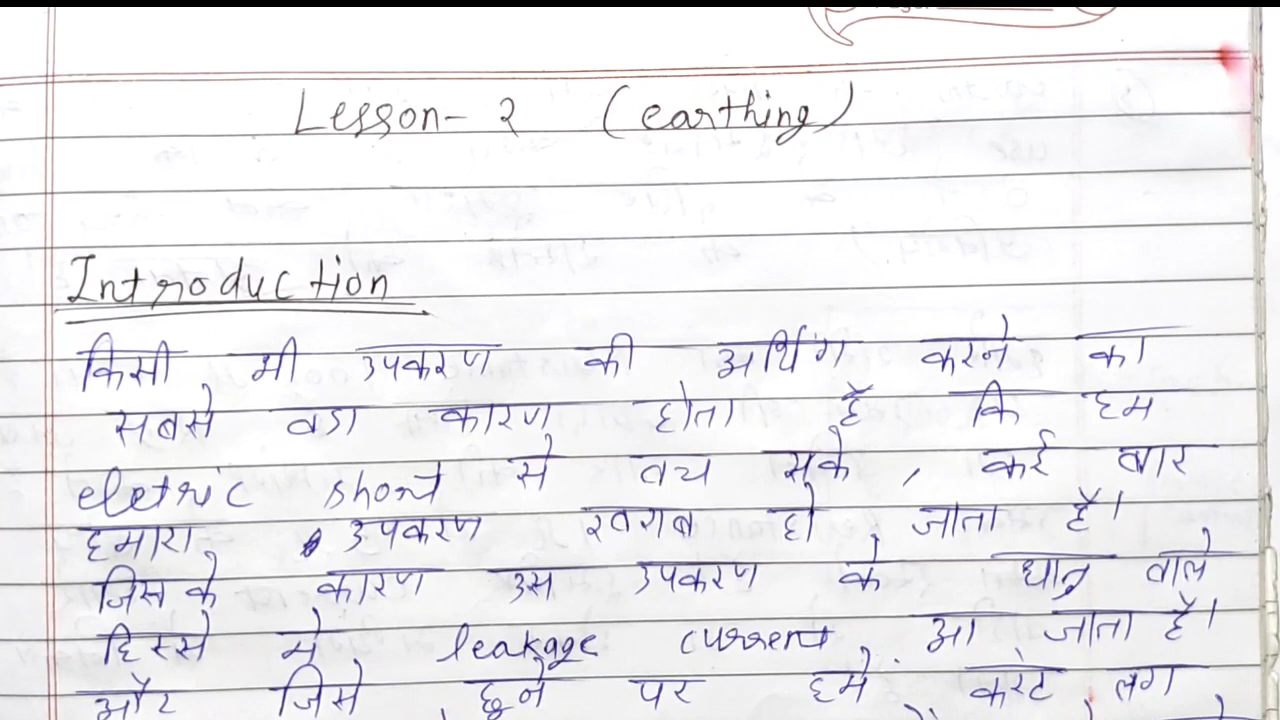 Lesson- 2 (earthing)
Introduction
किसी भी उपकरण की अर्थिंग करने का
सबसे बडा कारण होता है कि हम
eletric short से बच सके, कई बार
हमारा उपकरण खराब हो जाता है।
जिस के कारण उस उपकरण के धातु वाले
हिस्से मे leakage current आ जाता है।
और जिसे छूने पर हमे करंट लग